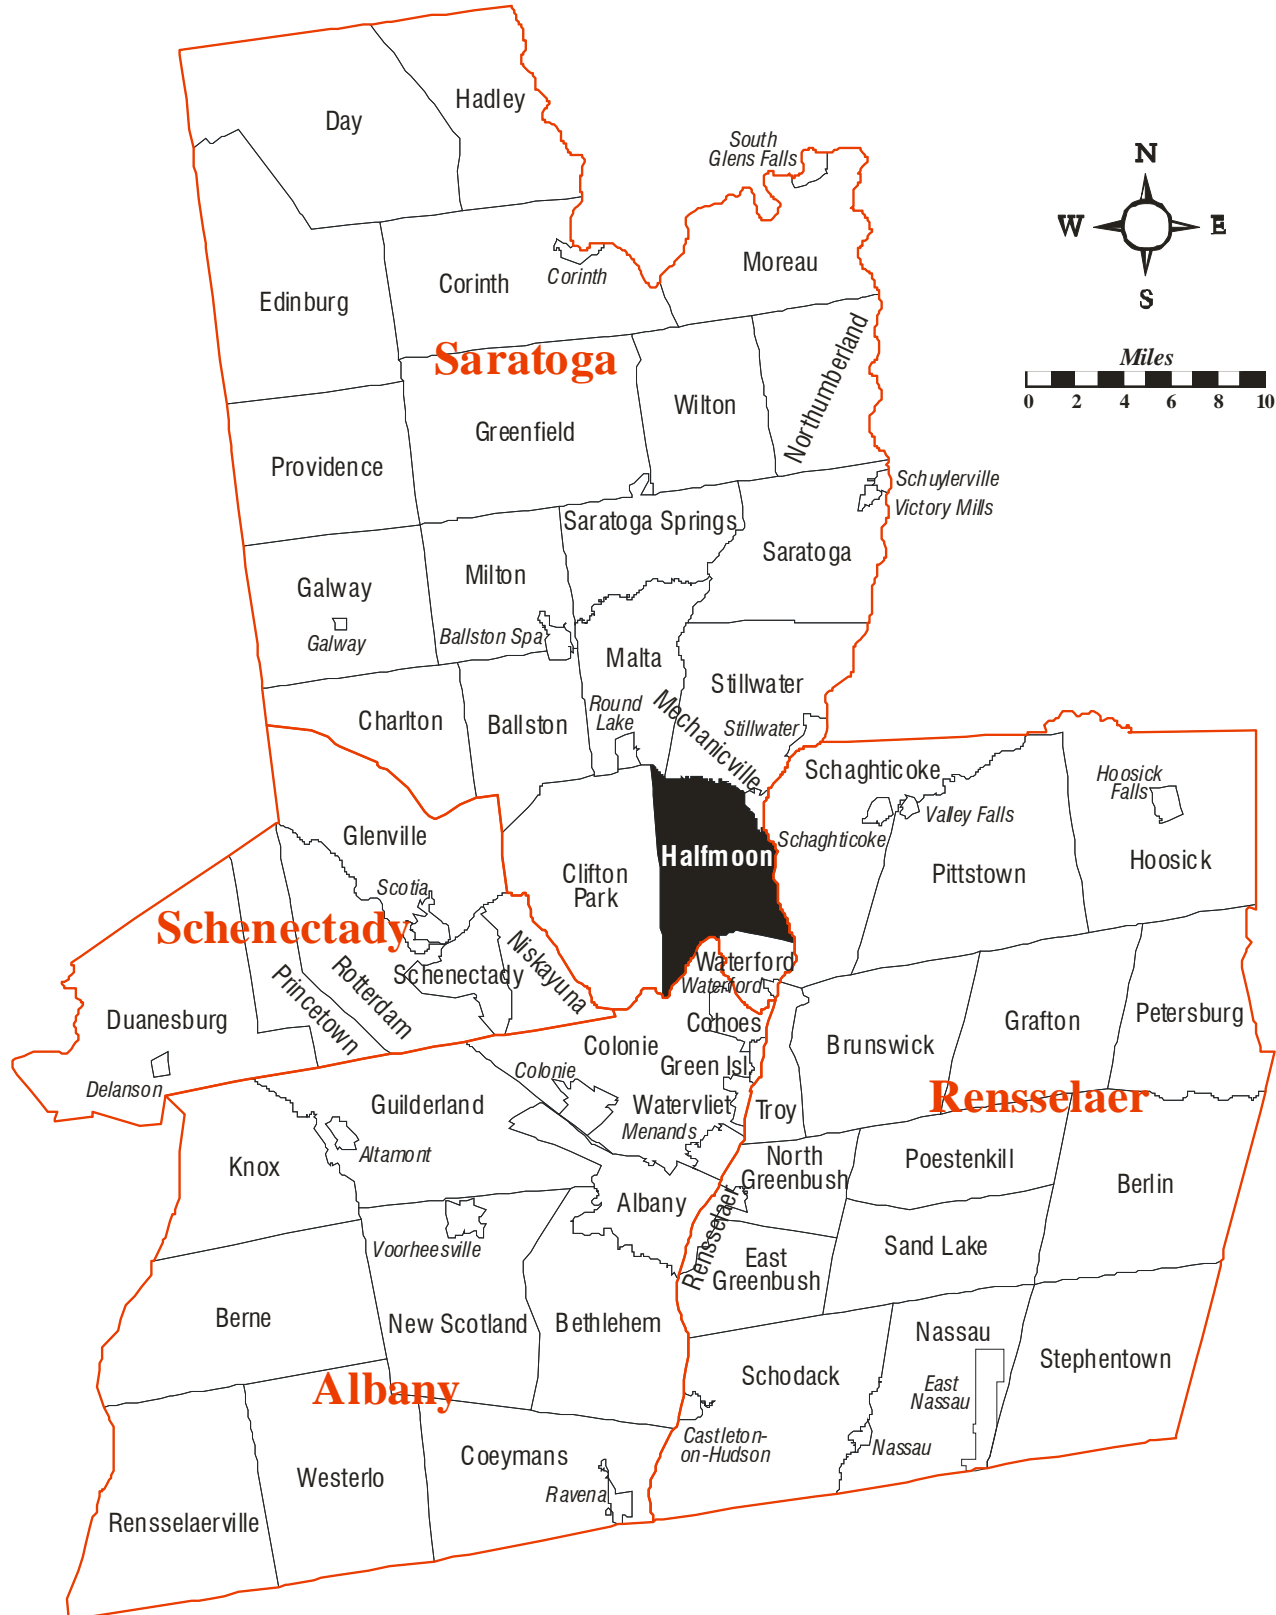 Day
Hadley
South
Glens Falls
N
W
E
S
Moreau
Corinth
Corinth
Edinburg
Saratoga
Northumberland
Miles
0 2 4 6 8 10
Wilton
Greenfield
Providence
Schuylerville
Victory Mills
Saratoga Springs
Saratoga
Milton
Galway
Galway
Ballston Spa
Malta
Stillwater
Round
Lake
Mechanicville
Stillwater
Charlton
Ballston
Schaghticoke
Hoosick
Falls
Valley Falls
Schaghticoke
Glenville
Halfmoon
Hoosick
Clifton
Park
Pittstown
Scotia
Schenectady
Niskayuna
Waterford
Waterford
Schenectady
Rotterdam
Princetown
Duanesburg
Cohoes
Colonie
Green Isl.
Brunswick
Grafton
Petersburg
Delanson
Colonie
Rensselaer
Guilderland
Watervliet
Troy
Menands
Altamont
Knox
North
Greenbush
Poestenkill
Berlin
Albany
Rensselaer
Voorheesville
Sand Lake
East
Greenbush
Berne
New Scotland
Bethlehem
Nassau
Stephentown
Schodack
Albany
East
Nassau
Castleton-
on-Hudson
Nassau
Coeymans
Westerlo
Ravena
Rensselaerville